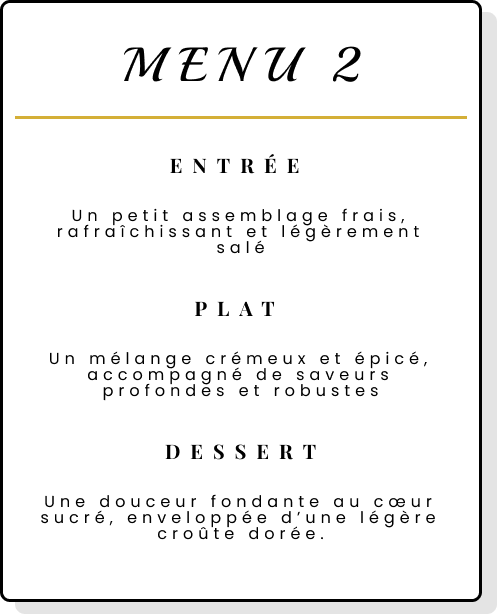 MENU 2
ENTRÉE
Un petit assemblage frais,
rafraîchissant et légèrement
salé
PLAT
Un mélange crémeux et épicé,
accompagné de saveurs
profondes et robustes
DESSERT
Une douceur fondante au cœur
sucré, enveloppée d’une légère
croûte dorée.